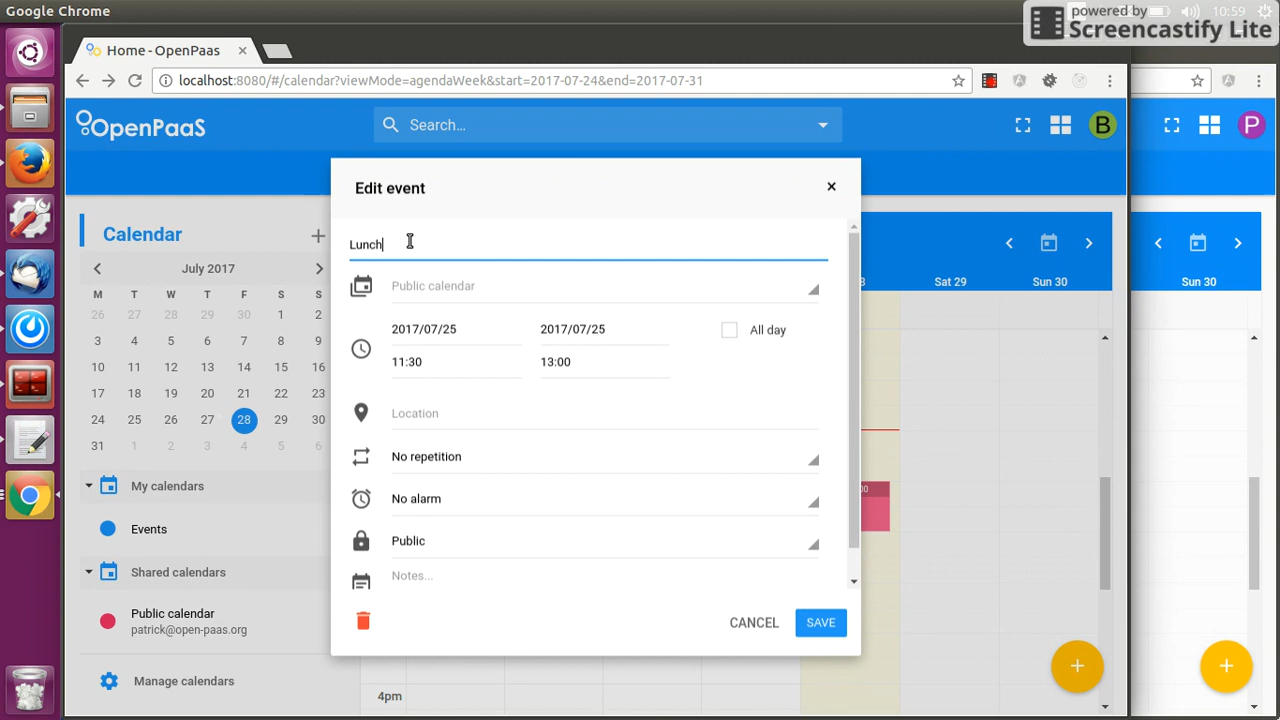 Google Chrome
10:59
powered by
Screencastify Lite
Home - OpenPaas
localhost:8080/#/calendar?viewMode=agendaWeek&start=2017-07-24&end=2017-07-31
OpenPaaS
Search...
B
P
Edit event
Lunch
Public calendar
2017/07/25
2017/07/25
All day
11:30
13:00
Location
No repetition
No alarm
Public
Notes...
CANCEL
SAVE
Calendar
July 2017
M T W T F S S
26 27 28 29 30 1 2
3 4 5 6 7 8 9
10 11 12 13 14 15 16
17 18 19 20 21 22 23
24 25 26 27 28 29 30
31 1 2 3 4 5 6
My calendars
Events
Shared calendars
Public calendar
patrick@open-paas.org
Manage calendars
Sat 29
Sun 30
Sun 30
4pm